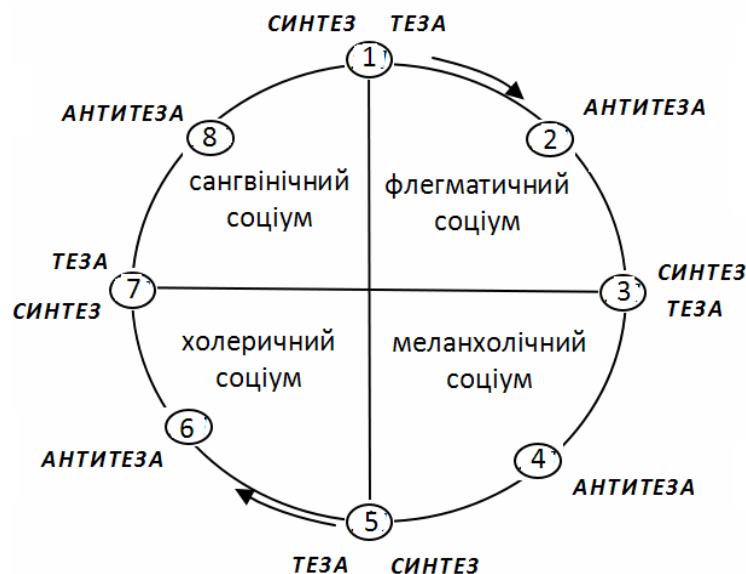 СИНТЕЗ ТЕЗА
1
АНТИТЕЗА
8
2
АНТИТЕЗА
сангвінічний
соціум
флегматичний
соціум
ТЕЗА
7
СИНТЕЗ
СИНТЕЗ
3
ТЕЗА
холеричний
соціум
меланхолічний
соціум
6
АНТИТЕЗА
4
АНТИТЕЗА
5
ТЕЗА СИНТЕЗ